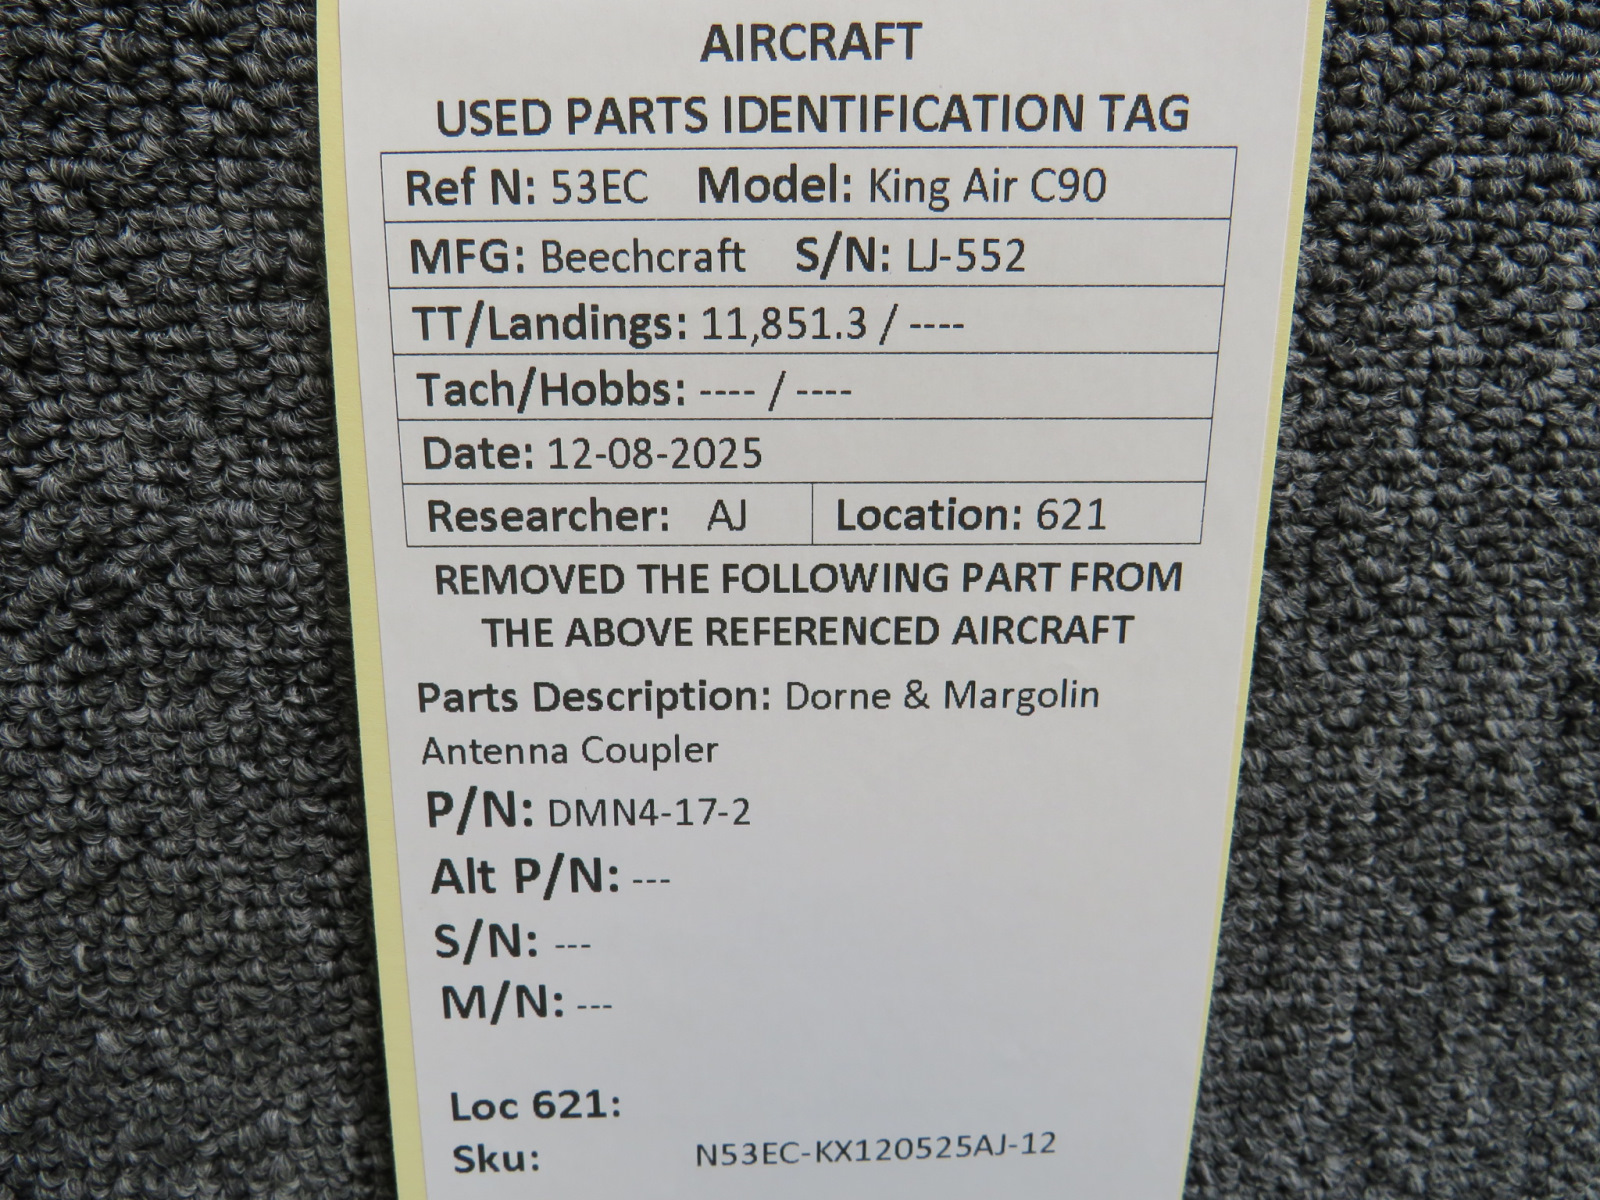 AIRCRAFT
USED PARTS IDENTIFICATION TAG
Ref N: 53EC Model: King Air C90
MFG: Beechcraft S/N: LJ-552
TT/Landings: 11,851.3 / ----
Tach/Hobbs: ---- / ----
Date: 12-08-2025
Researcher: AJ Location: 621
REMOVED THE FOLLOWING PART FROM
THE ABOVE REFERENCED AIRCRAFT
Parts Description: Dorne & Margolin
Antenna Coupler
P/N: DMN4-17-2
Alt P/N: ---
S/N: ---
M/N: ---
Loc 621:
Sku: N53EC-KX120525AJ-12